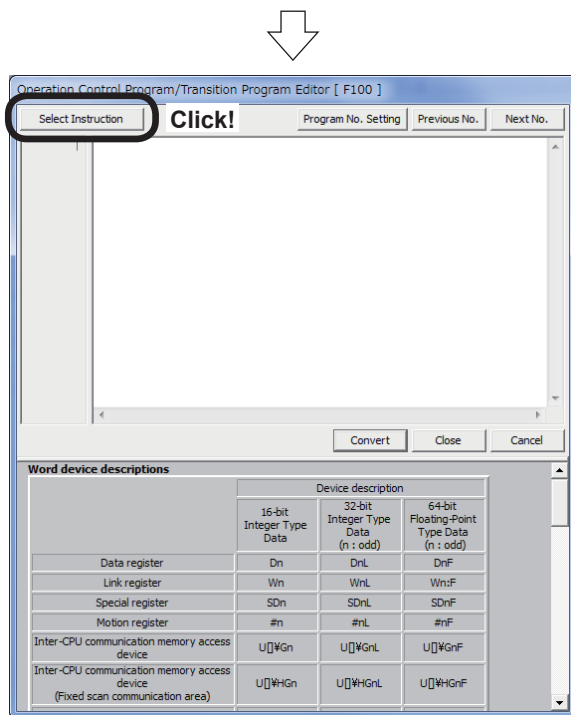 Operation Control Program/Transition Program Editor [ F100 ]
Select Instruction Click! Program No. Setting Previous No. Next No.
1
Convert Close Cancel
Word device descriptions
Device description
16-bit
Integer Type
Data
32-bit
Integer Type
Data
(n : odd)
64-bit
Floating-Point
Type Data
(n : odd)
Data register Dn DnL DnF
Link register Wn WnL Wn:F
Special register SDn SDnL SDnF
Motion register #n #nL #nF
Inter-CPU communication memory access
device
U[]¥Gn U[]¥GnL U[]¥GnF
Inter-CPU communication memory access
device
(Fixed scan communication area)
U[]¥HGn U[]¥HGnL U[]¥HGnF